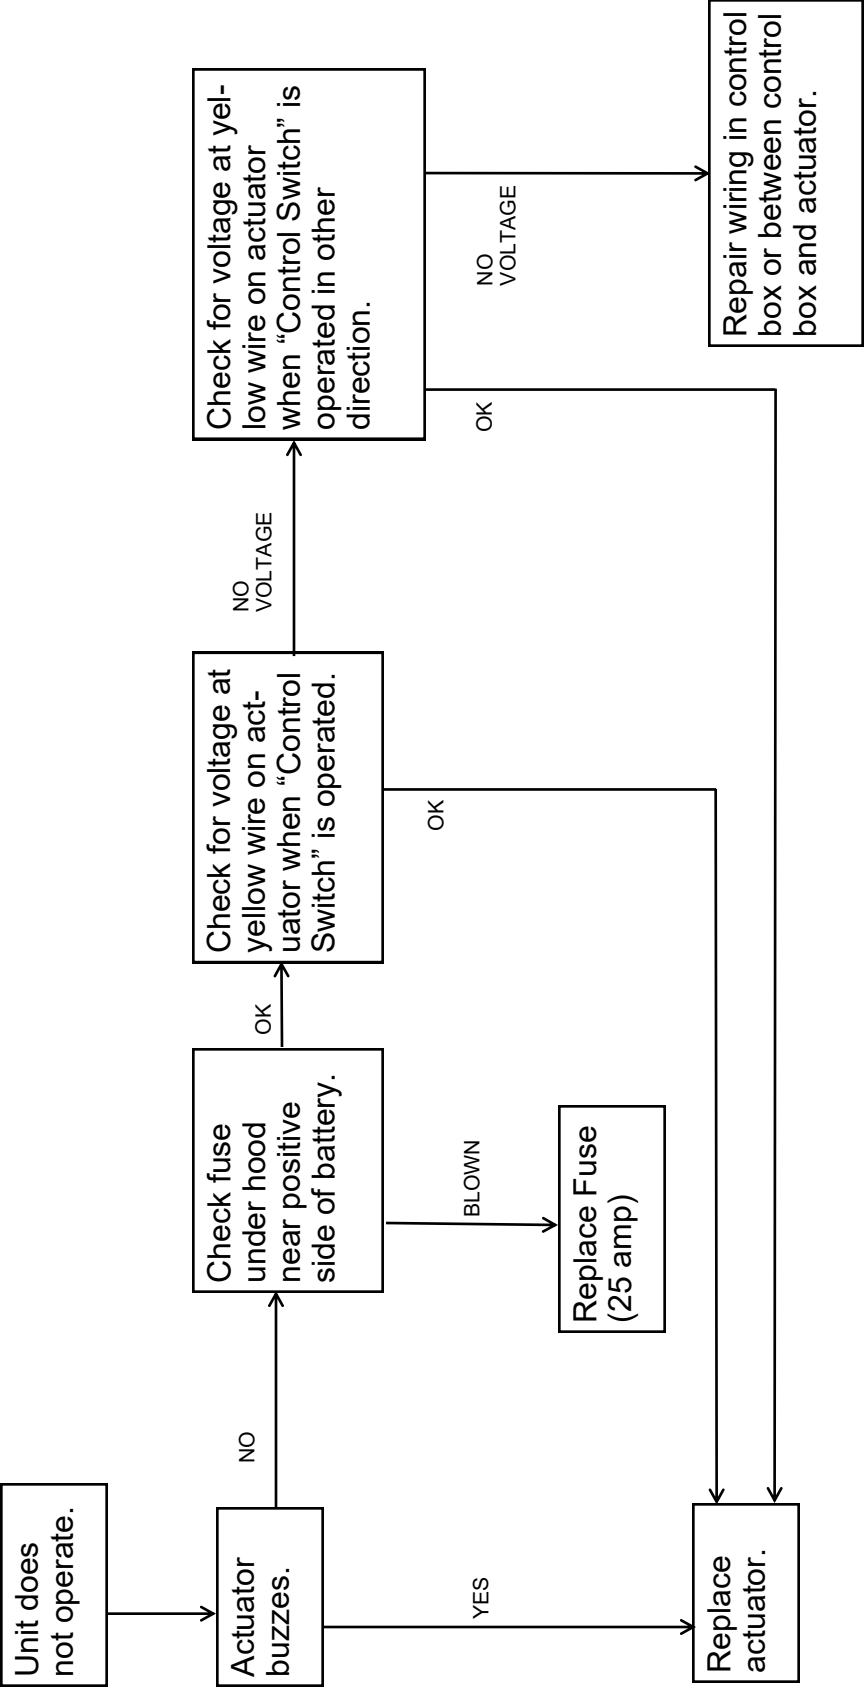 Unit does
not operate.
Actuator
buzzes.
NO
Check fuse
under hood
near positive
side of battery.
OK
Check for voltage at
yellow wire on act-
uator when “Control
Switch” is operated.
NO
VOLTAGE
Check for voltage at yel-
low wire on actuator
when “Control Switch” is
operated in other
direction.
YES
BLOWN
OK
OK
NO
VOLTAGE
Replace Fuse
(25 amp)
Replace
actuator.
Repair wiring in control
box or between control
box and actuator.